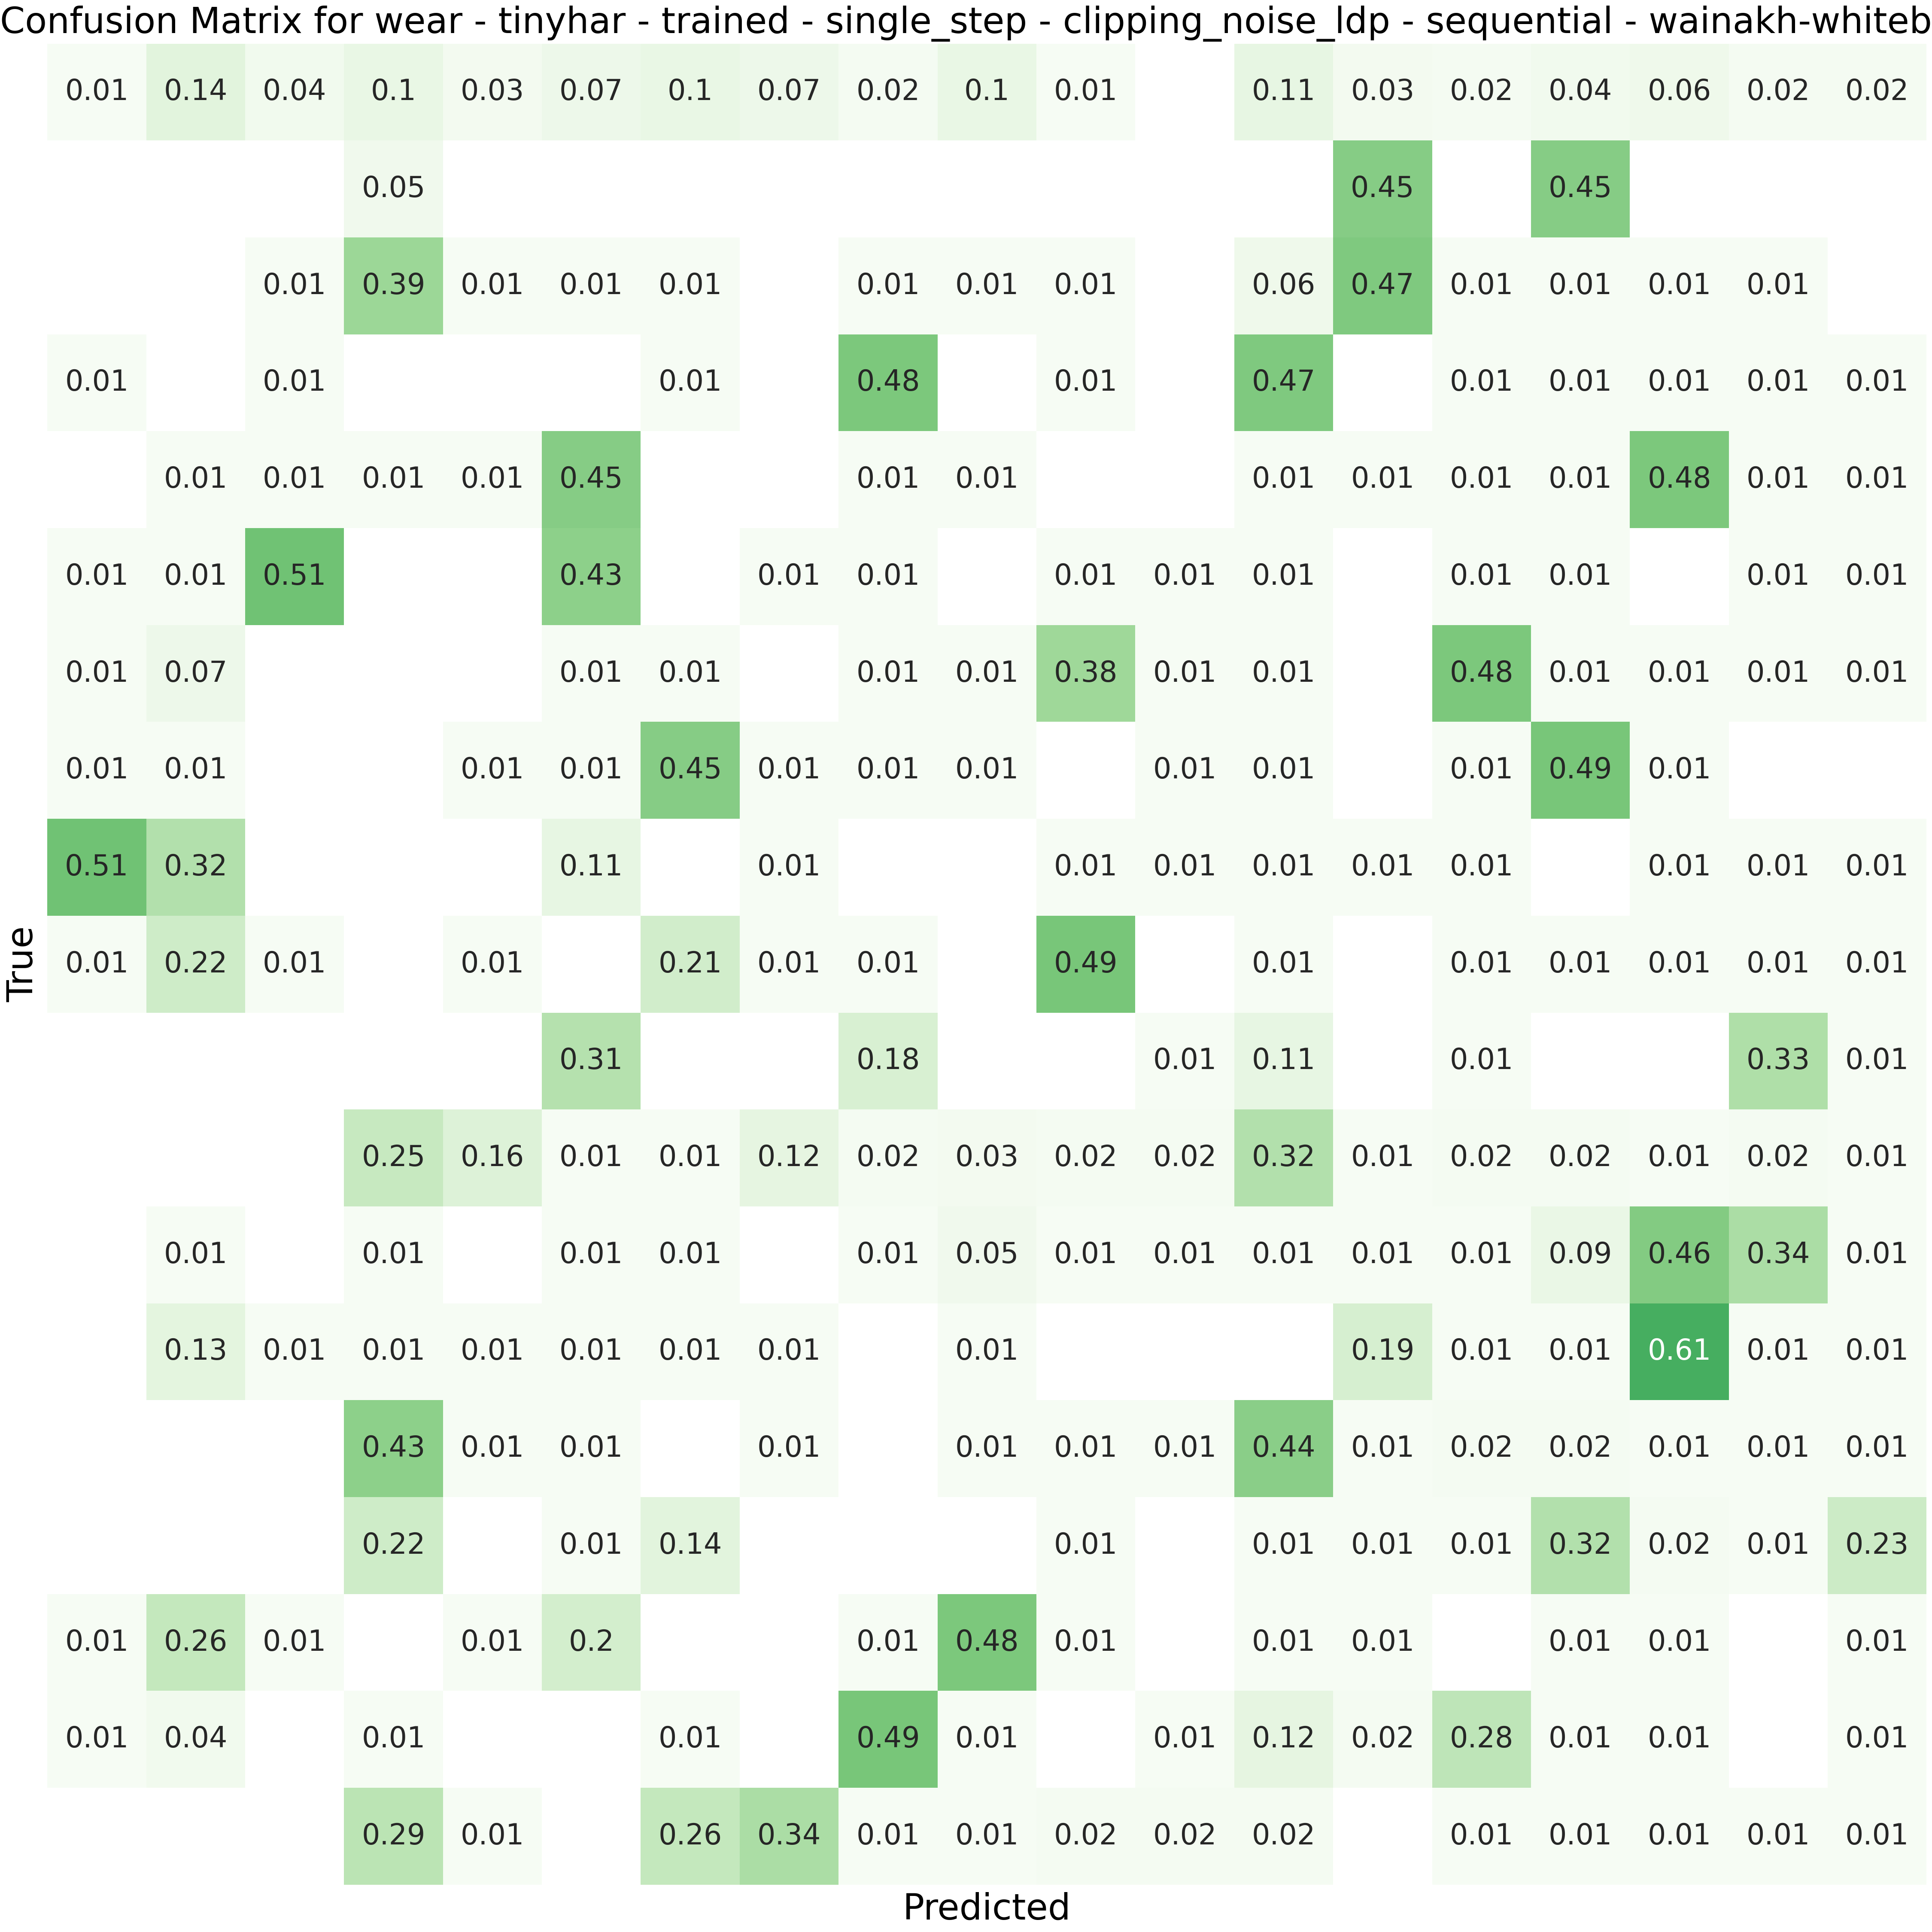 Confusion Matrix for wear - tinyhar - trained - single_step - clipping_noise_ldp - sequential - wainakh-whiteb
0.01 0.14 0.04 0.1 0.03 0.07 0.1 0.07 0.02 0.1 0.01 0.11 0.03 0.02 0.04 0.06 0.02 0.02
0.05 0.45 0.45
0.01 0.39 0.01 0.01 0.01 0.01 0.01 0.01 0.06 0.47 0.01 0.01 0.01 0.01
0.01 0.01 0.01 0.48 0.01 0.47 0.01 0.01 0.01 0.01 0.01
0.01 0.01 0.01 0.01 0.45 0.01 0.01 0.01 0.01 0.01 0.01 0.48 0.01 0.01
0.01 0.01 0.51 0.43 0.01 0.01 0.01 0.01 0.01 0.01 0.01 0.01 0.01
0.01 0.07 0.01 0.01 0.01 0.01 0.38 0.01 0.01 0.48 0.01 0.01 0.01 0.01
0.01 0.01 0.01 0.01 0.45 0.01 0.01 0.01 0.01 0.01 0.01 0.49 0.01
0.51 0.32 0.11 0.01 0.01 0.01 0.01 0.01 0.01 0.01 0.01 0.01
0.01 0.22 0.01 0.01 0.21 0.01 0.01 0.49 0.01 0.01 0.01 0.01 0.01 0.01
0.31 0.18 0.01 0.11 0.01 0.33 0.01
0.25 0.16 0.01 0.01 0.12 0.02 0.03 0.02 0.02 0.32 0.01 0.02 0.02 0.01 0.02 0.01
0.01 0.01 0.01 0.01 0.01 0.05 0.01 0.01 0.01 0.01 0.01 0.09 0.46 0.34 0.01
0.13 0.01 0.01 0.01 0.01 0.01 0.01 0.01 0.19 0.01 0.01 0.61 0.01 0.01
0.43 0.01 0.01 0.01 0.01 0.01 0.01 0.44 0.01 0.02 0.02 0.01 0.01 0.01
0.22 0.01 0.14 0.01 0.01 0.01 0.01 0.32 0.02 0.01 0.23
0.01 0.26 0.01 0.01 0.2 0.01 0.48 0.01 0.01 0.01 0.01 0.01 0.01
0.01 0.04 0.01 0.01 0.49 0.01 0.01 0.12 0.02 0.28 0.01 0.01 0.01
0.29 0.01 0.26 0.34 0.01 0.01 0.02 0.02 0.02 0.01 0.01 0.01 0.01 0.01
True
Predicted